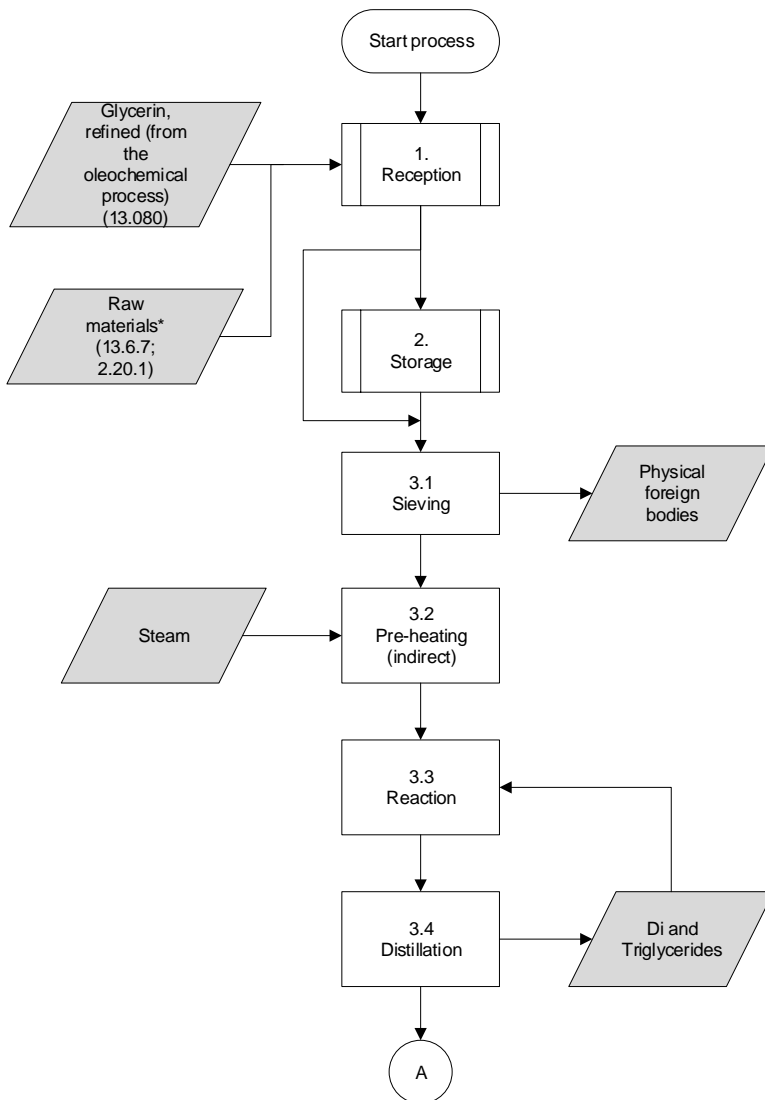 Start process
Glycerin,
refined (from
the
oleochemical
process)
(13.080)
1.
Reception
Raw
materials*
(13.6.7;
2.20.1)
2.
Storage
3.1
Sieving
Physical
foreign
bodies
3.2
Pre-heating
(indirect)
Steam
3.3
Reaction
3.4
Distillation
Di and
Triglycerides
A